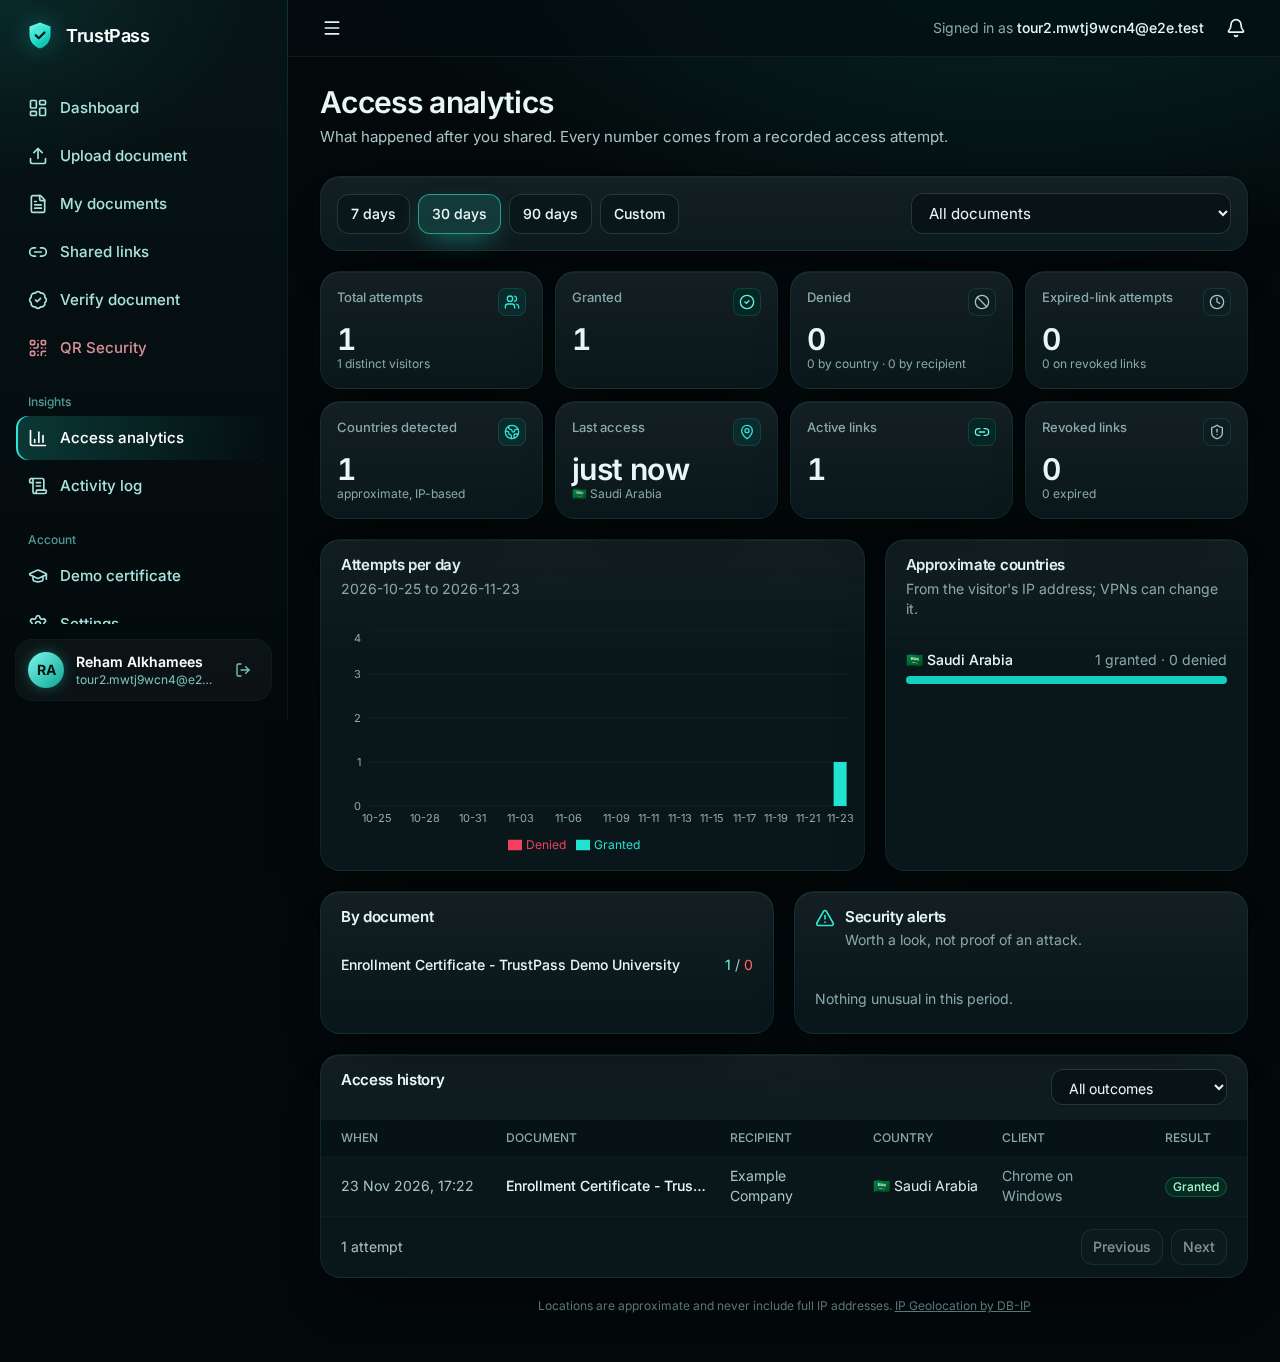 TrustPass
Dashboard
Upload document
My documents
Shared links
Verify document
QR Security
Insights
Access analytics
Activity log
Account
Demo certificate
Settings
RA
Reham Alkhamees
tour2.mwtj9wcn4@e2...
Signed in as tour2.mwtj9wcn4@e2e.test
Access analytics
What happened after you shared. Every number comes from a recorded access attempt.
7 days
30 days
90 days
Custom
All documents
Total attempts
1
1 distinct visitors
Granted
1
Denied
0
0 by country · 0 by recipient
Expired-link attempts
0
0 on revoked links
Countries detected
1
approximate, IP-based
Last access
just now
Saudi Arabia
Active links
1
Revoked links
0
0 expired
Attempts per day
2026-10-25 to 2026-11-23
4
3
2
1
0
10-25 10-28 10-31 11-03 11-06 11-09 11-11 11-13 11-15 11-17 11-19 11-21 11-23
Denied Granted
Approximate countries
From the visitor's IP address; VPNs can change
it.
Saudi Arabia 1 granted · 0 denied
By document
Enrollment Certificate - TrustPass Demo University 1 / 0
Security alerts
Worth a look, not proof of an attack.
Nothing unusual in this period.
Access history
All outcomes
WHEN DOCUMENT RECIPIENT COUNTRY CLIENT RESULT
23 Nov 2026, 17:22 Enrollment Certificate - Trus... Example Company Saudi Arabia Chrome on Windows Granted
1 attempt
Previous
Next
Locations are approximate and never include full IP addresses. IP Geolocation by DB-IP